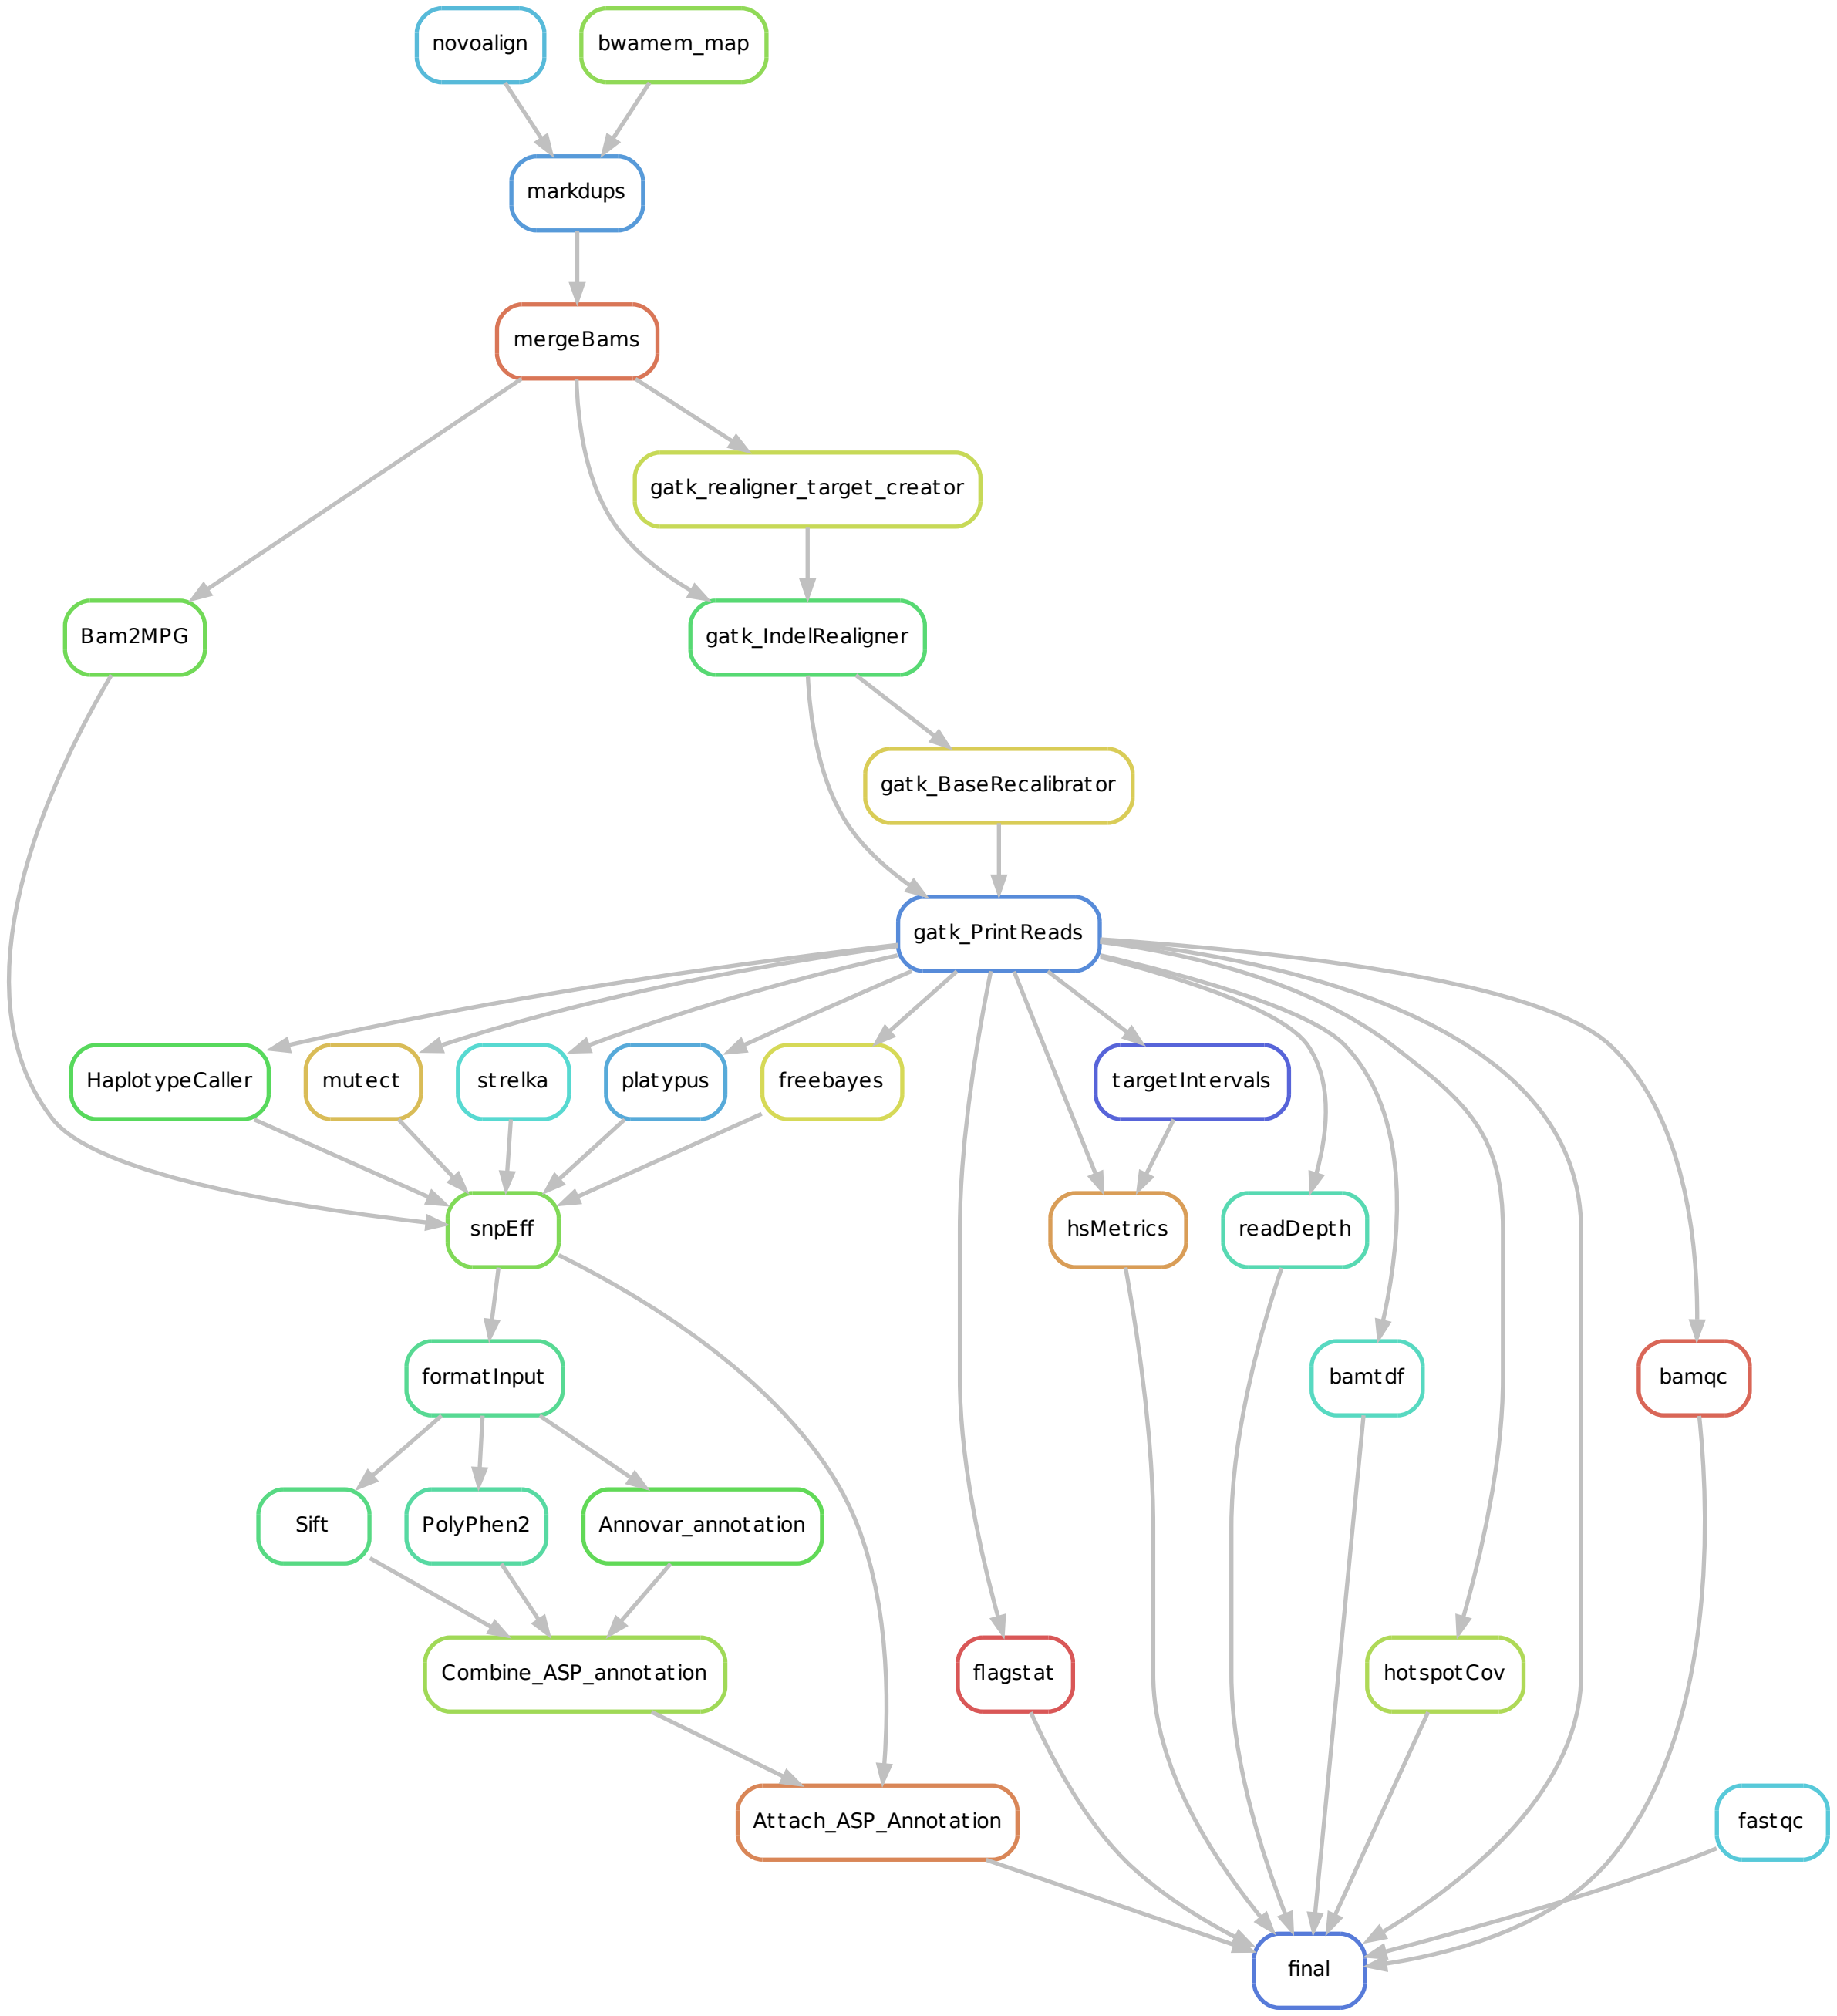 novoalign
bwamem_map
markdups
mergeBams
gatk_realigner_target_creator
Bam2MPG
gatk_IndelRealigner
gatk_BaseRecalibrator
gatk_PrintReads
HaplotypeCaller
mutect
strelka
platypus
freebayes
targetIntervals
snpEff
hsMetrics
readDepth
formatInput
bamtdf
bamqc
Sift
PolyPhen2
Annovar_annotation
Combine_ASP_annotation
flagstat
hotspotCov
Attach_ASP_Annotation
fastqc
final